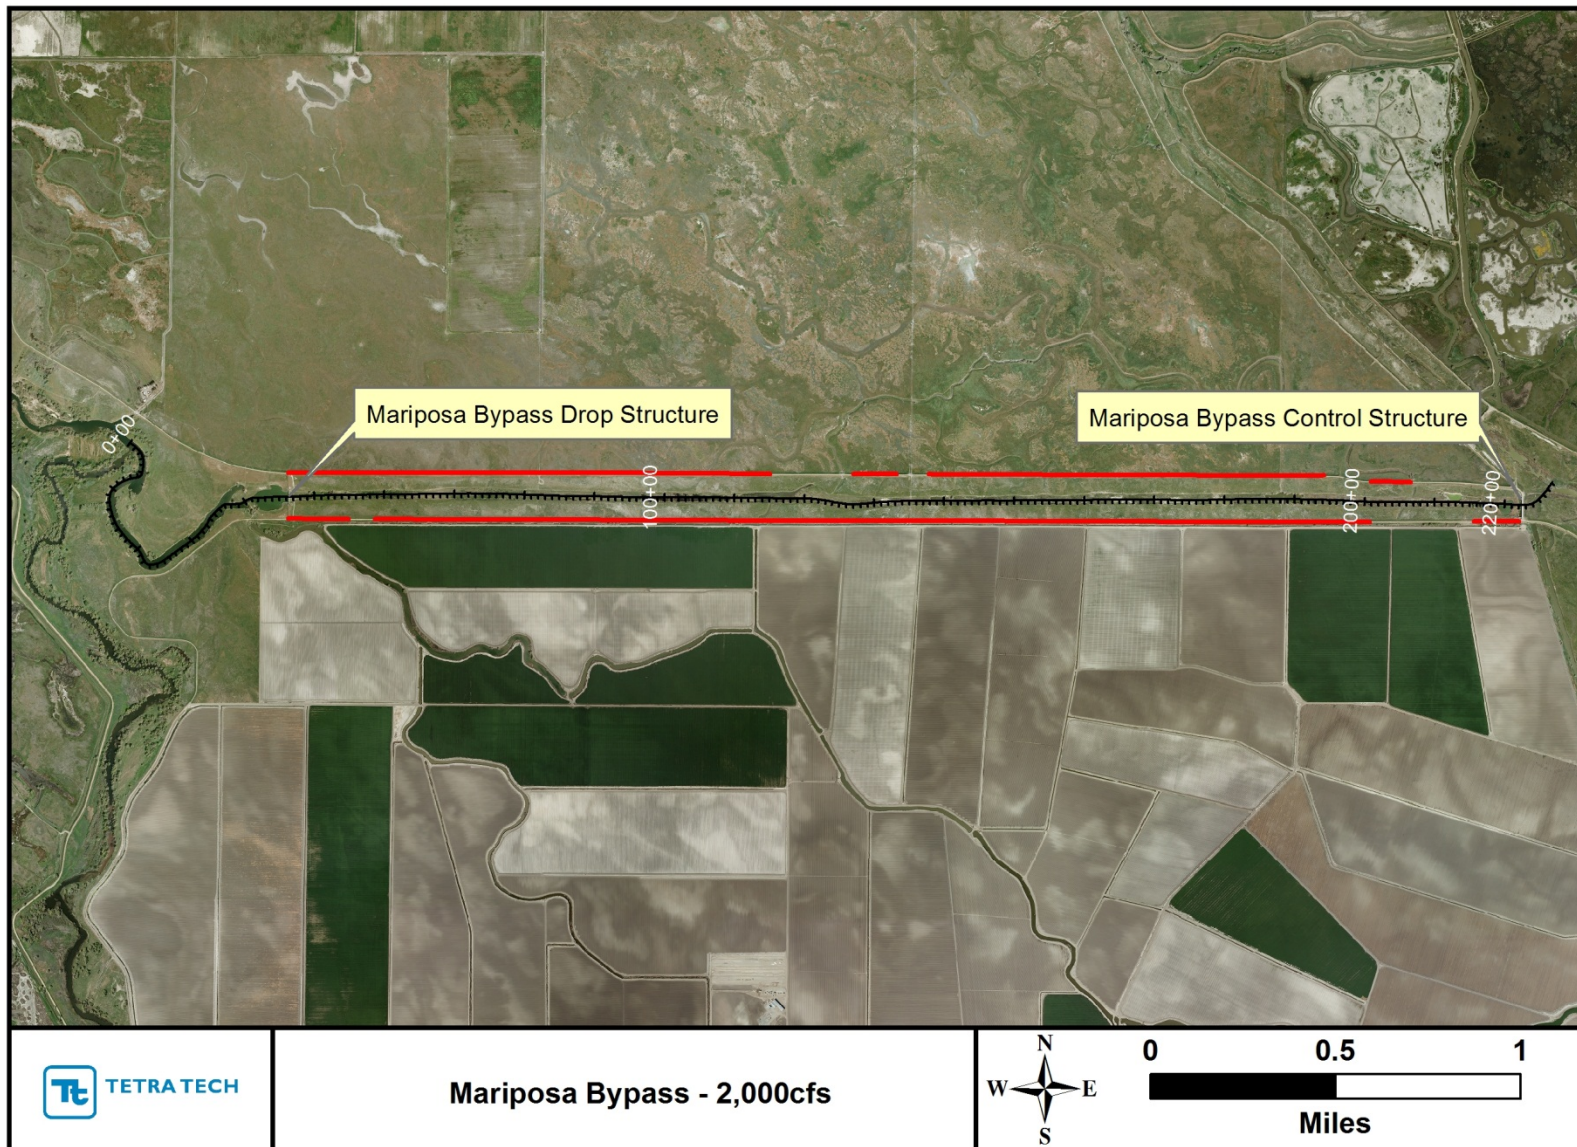 Mariposa Bypass Drop Structure
Mariposa Bypass Control Structure
0+00
100+00
200+00
220+00
Tt TETRA TECH
Mariposa Bypass - 2,000cfs
N
W E
S
0 0.5 1
Miles